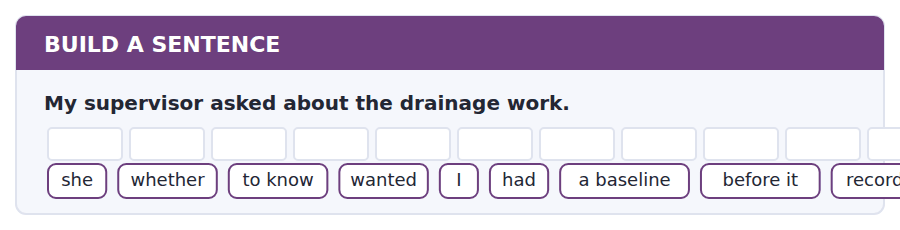 BUILD A SENTENCE
My supervisor asked about the drainage work.
she whether to know wanted I had a baseline before it